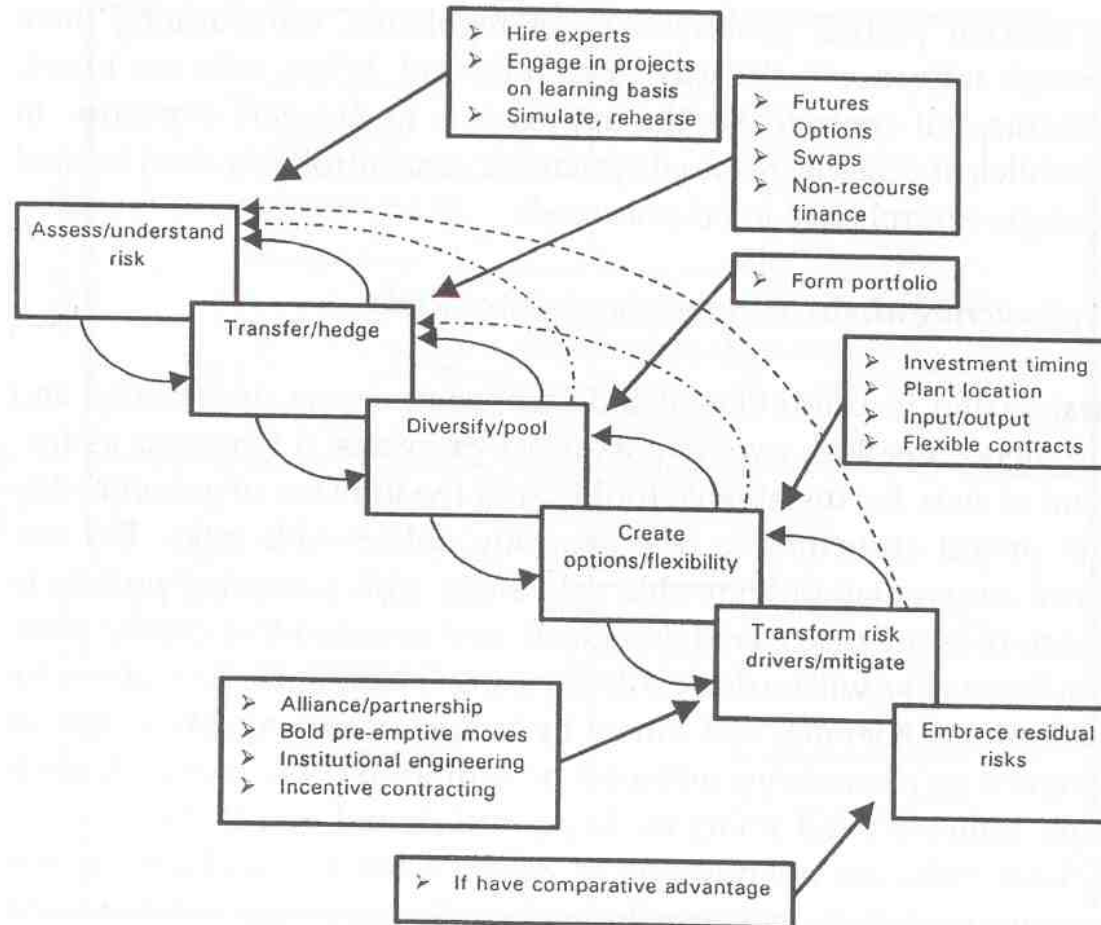 ➢ Hire experts
➢ Engage in projects
on learning basis
➢ Simulate, rehearse
➢ Futures
➢ Options
➢ Swaps
➢ Non-recourse
finance
Assess/understand
risk
➢ Form portfolio
Transfer/hedge
➢ Investment timing
➢ Plant location
➢ Input/output
➢ Flexible contracts
Diversify/pool
Create
options/flexibility
Transform risk
drivers/mitigate
➢ Alliance/partnership
➢ Bold pre-emptive moves
➢ Institutional engineering
➢ Incentive contracting
Embrace residual
risks
➢ If have comparative advantage